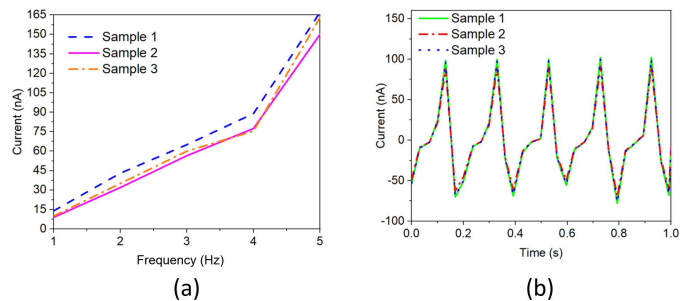 165
150
135
120
105
90
75
60
45
30
15
0
Current (nA)
Sample 1
Sample 2
Sample 3
1
2
3
4
5
Frequency (Hz)
(a)
150
100
50
0
-50
-100
Current (nA)
Sample 1
Sample 2
Sample 3
0.0
0.2
0.4
0.6
0.8
1.0
Time (s)
(b)